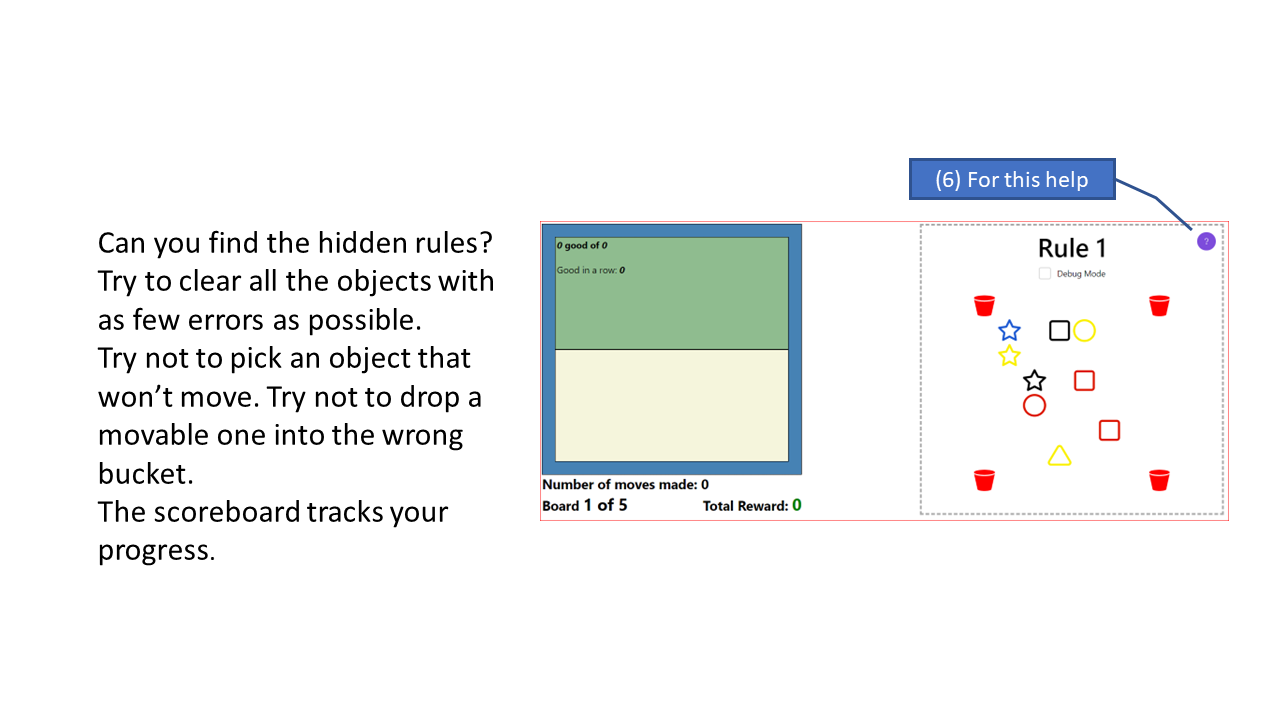 (6) For this help
Can you find the hidden rules?
Try to clear all the objects with
as few errors as possible.
Try not to pick an object that
won’t move. Try not to drop a
movable one into the wrong
bucket.
The scoreboard tracks your
progress.
0 good of 0
Good in a row: 0
Number of moves made: 0
Board 1 of 5 Total Reward: 0
Rule 1
?
Debug Mode